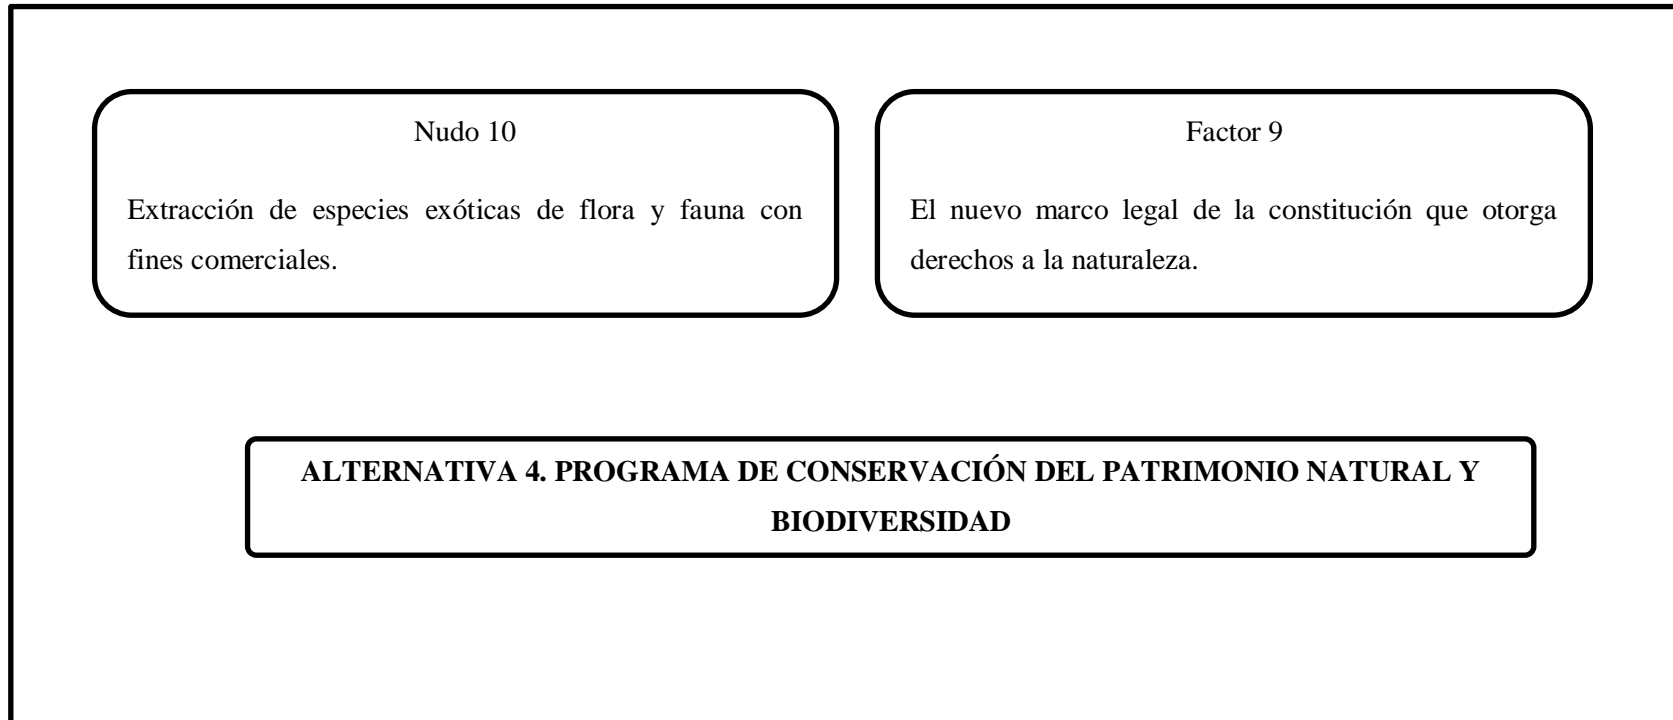 Nudo 10
Extracción de especies exóticas de flora y fauna con
fines comerciales.
Factor 9
El nuevo marco legal de la constitución que otorga
derechos a la naturaleza.
ALTERNATIVA 4. PROGRAMA DE CONSERVACIÓN DEL PATRIMONIO NATURAL Y
BIODIVERSIDAD